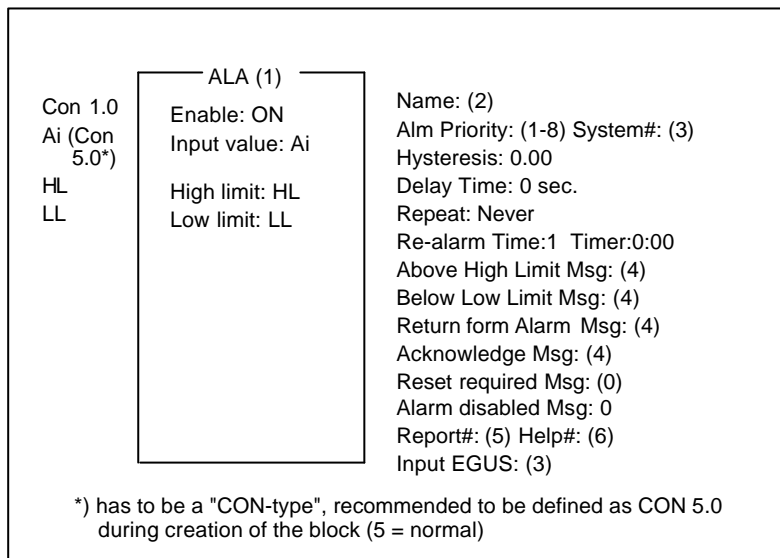 ALA (1)
Con 1.0
Ai (Con
5.0*)
HL
LL
Enable: ON
Input value: Ai
High limit: HL
Low limit: LL
Name: (2)
Alm Priority: (1-8) System#: (3)
Hysteresis: 0.00
Delay Time: 0 sec.
Repeat: Never
Re-alarm Time:1 Timer:0:00
Above High Limit Msg: (4)
Below Low Limit Msg: (4)
Return form Alarm Msg: (4)
Acknowledge Msg: (4)
Reset required Msg: (0)
Alarm disabled Msg: 0
Report#: (5) Help#: (6)
Input EGUS: (3)
*) has to be a "CON-type", recommended to be defined as CON 5.0
during creation of the block (5 = normal)